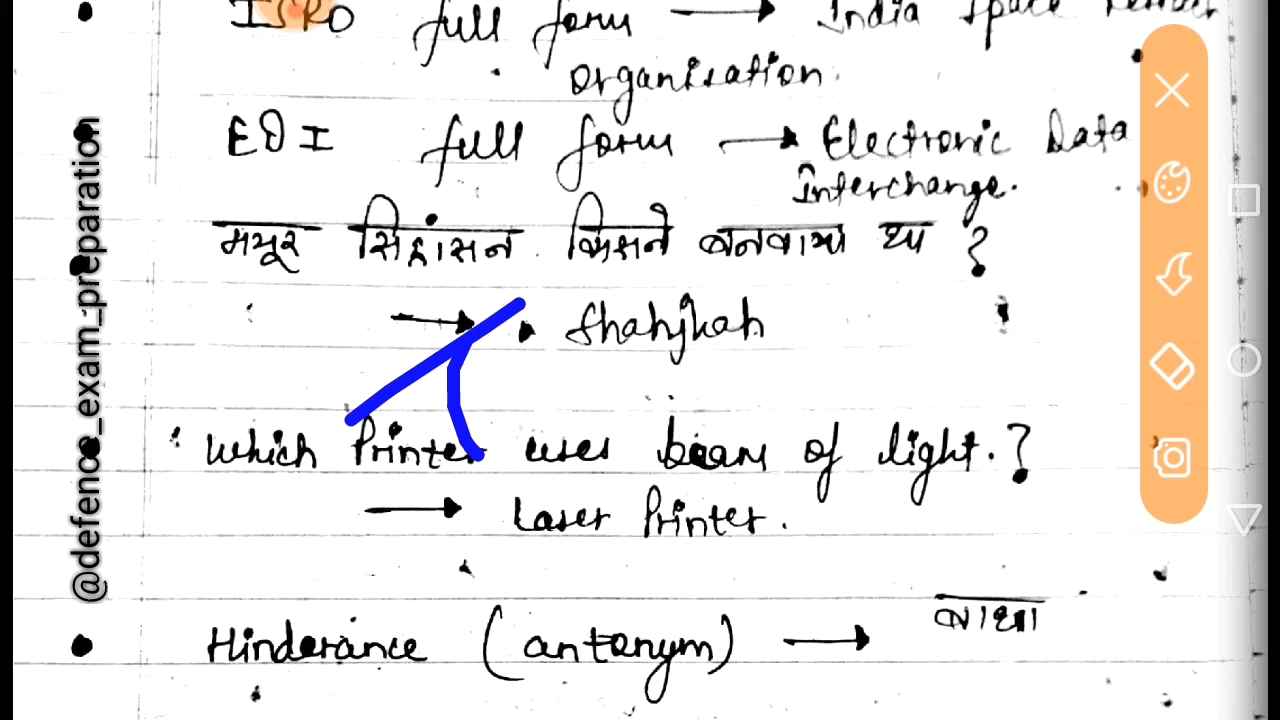 ISRO full form → India Space
organisation.
EDI full form → Electronic Data
Interchange.
मयूर सिहांसन किसने बनवाया था ?
→ Shahjhah
Which Printer uses beam of light.?
→ Laser Printer.
Hinderance (antonym) →
बाधा
@defence_exam_preparation